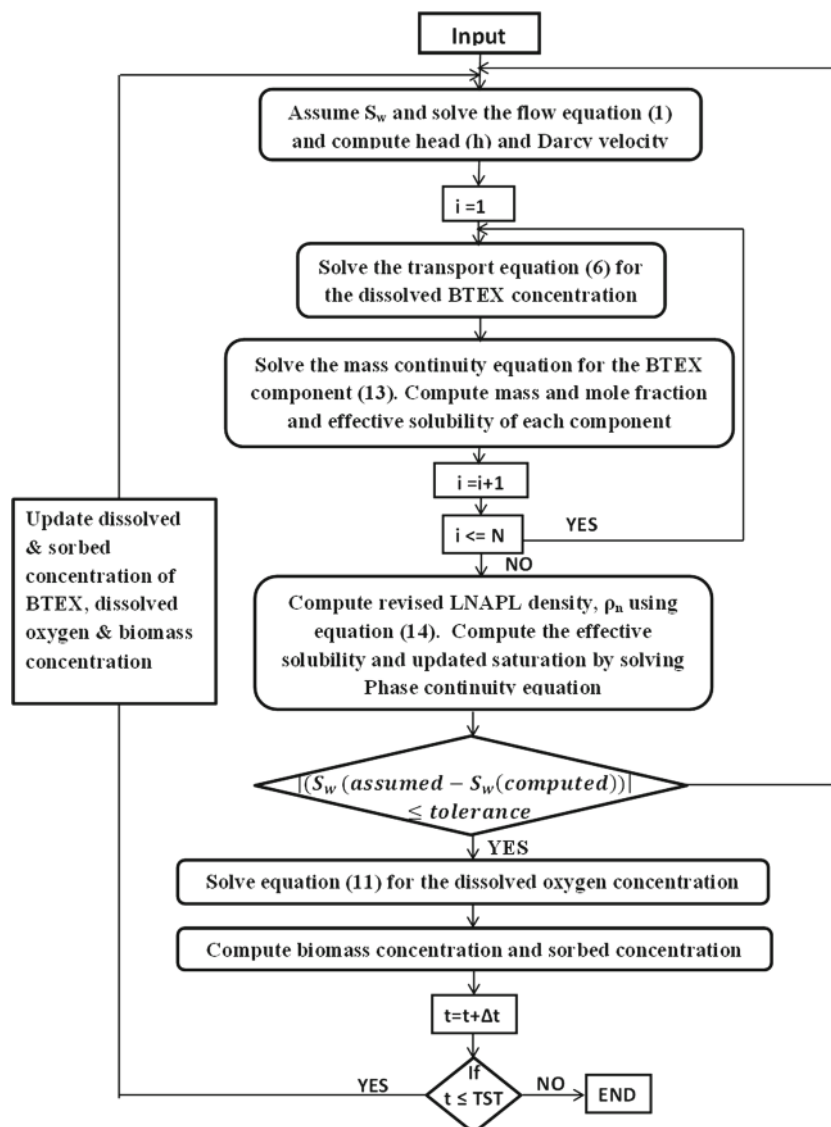 Input
Assume Sw and solve the flow equation (1)
and compute head (h) and Darcy velocity
i =1
Solve the transport equation (6) for
the dissolved BTEX concentration
Solve the mass continuity equation for the BTEX
component (13). Compute mass and mole fraction
and effective solubility of each component
i =i+1
i <= N
YES
NO
Update dissolved
& sorbed
concentration of
BTEX, dissolved
oxygen & biomass
concentration
Compute revised LNAPL density, ρn using
equation (14). Compute the effective
solubility and updated saturation by solving
Phase continuity equation
|(Sw (assumed − Sw(computed))|
≤ tolerance
YES
Solve equation (11) for the dissolved oxygen concentration
Compute biomass concentration and sorbed concentration
t=t+Δt
If
t ≤ TST
YES
NO
END